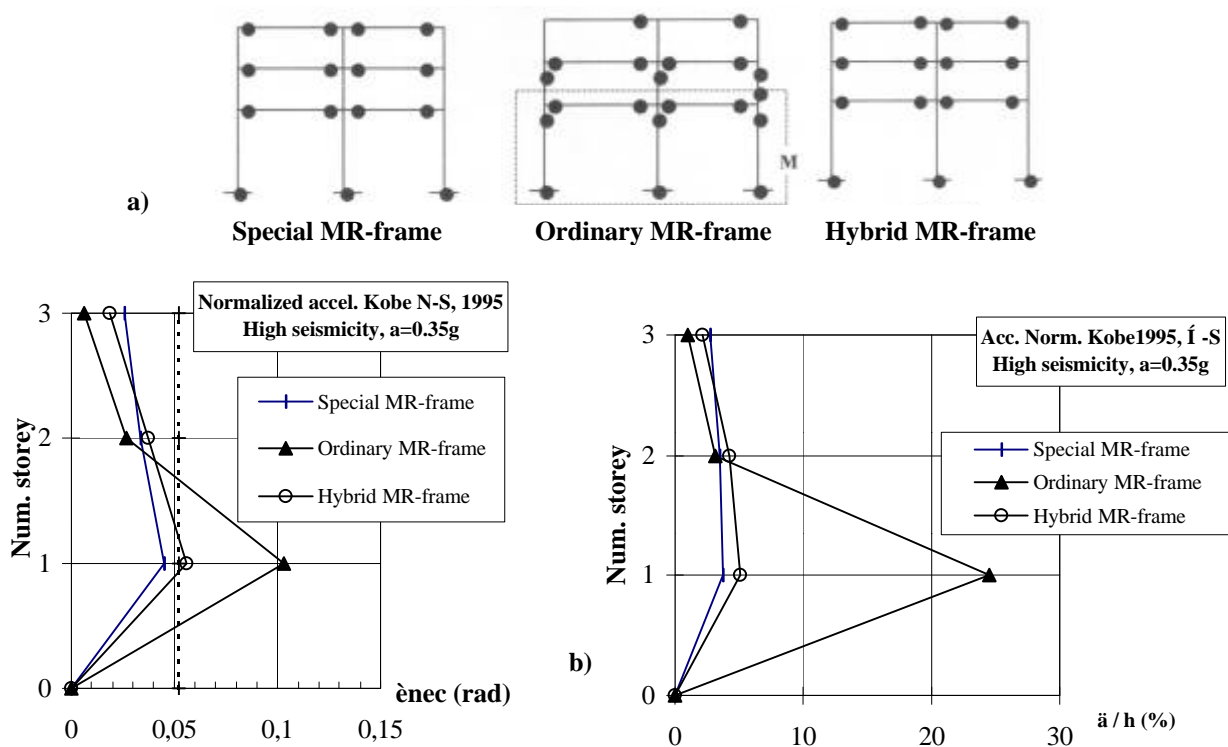 M
a)
Special MR-frame
Ordinary MR-frame
Hybrid MR-frame
Normalized accel. Kobe N-S, 1995
High seismicity, a=0.35g
Special MR-frame
Ordinary MR-frame
Hybrid MR-frame
Num. storey
3
2
1
0
0
0,05
0,1
0,15
ènec (rad)
b)
Acc. Norm. Kobe1995, Í -S
High seismicity, a=0.35g
Special MR-frame
Ordinary MR-frame
Hybrid MR-frame
Num. storey
3
2
1
0
0
10
20
30
ä / h (%)